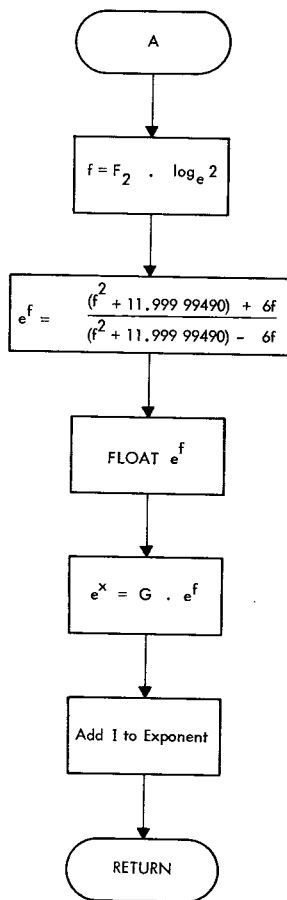 A
f = F₂ . logₑ 2
eᶠ = (f² + 11.999 99490) + 6f
(f² + 11.999 99490) - 6f
FLOAT eᶠ
eˣ = G . eᶠ
Add I to Exponent
RETURN